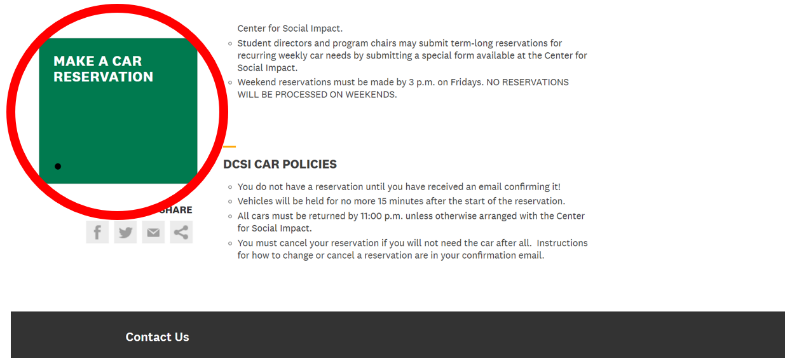 MAKE A CAR
RESERVATION
Center for Social Impact.
Student directors and program chairs may submit term-long reservations for
recurring weekly car needs by submitting a special form available at the Center for
Social Impact.
Weekend reservations must be made by 3 p.m. on Fridays. NO RESERVATIONS
WILL BE PROCESSED ON WEEKENDS.
DCSI CAR POLICIES
You do not have a reservation until you have received an email confirming it!
Vehicles will be held for no more 15 minutes after the start of the reservation.
All cars must be returned by 11:00 p.m. unless otherwise arranged with the Center
for Social Impact.
You must cancel your reservation if you will not need the car after all. Instructions
for how to change or cancel a reservation are in your confirmation email.
SHARE
Contact Us